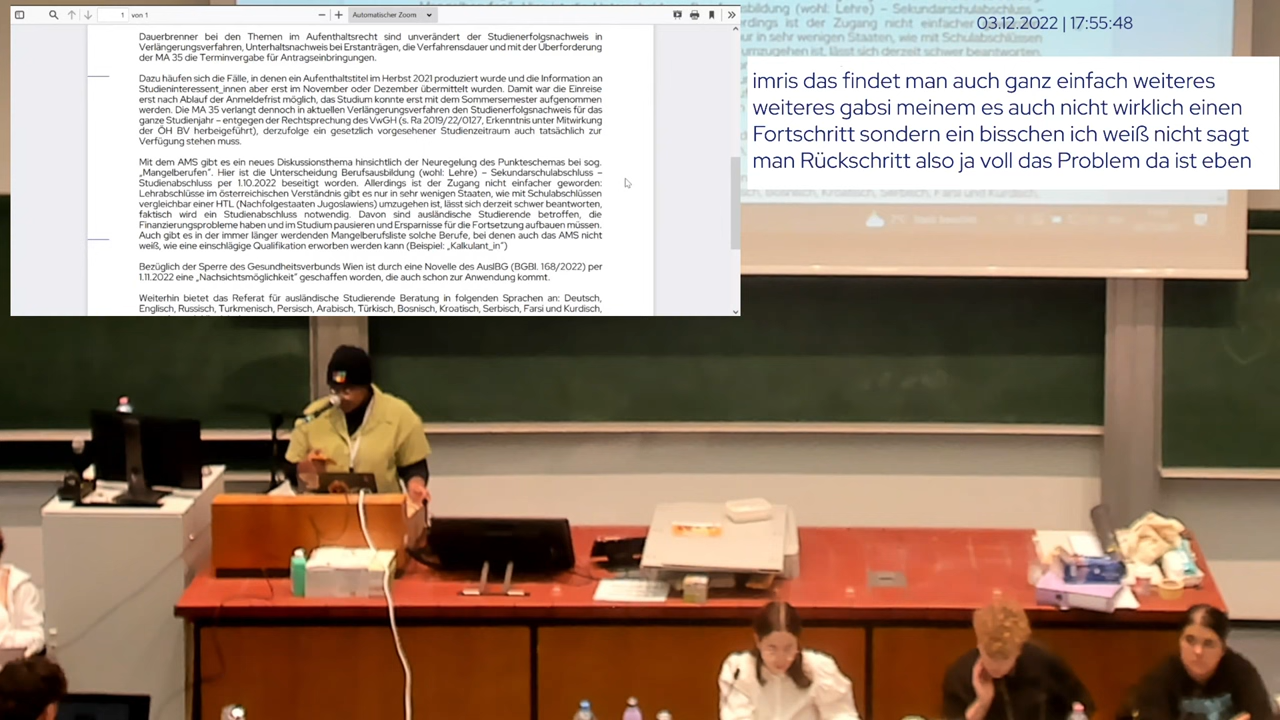 1 von 1
Automatischer Zoom
Dauerbrenner bei den Themen im Aufenthaltsrecht sind unverändert der Studienerfolgsnachweis in
Verlängerungsverfahren, Unterhaltsnachweis bei Erstanträgen, die Verfahrensdauer und mit der Überforderung
der MA 35 die Terminvergabe für Antragseinbringungen.
Dazu häufen sich die Fälle, in denen ein Aufenthaltstitel im Herbst 2021 produziert wurde und die Information an
Studieninteressent_innen aber erst im November oder Dezember übermittelt wurden. Damit war die Einreise
erst nach Ablauf der Anmeldefrist möglich, das Studium konnte erst mit dem Sommersemester aufgenommen
werden. Die MA 35 verlangt dennoch in aktuellen Verlängerungsverfahren den Studienerfolgsnachweis für das
ganze Studienjahr – entgegen der Rechtsprechung des VwGH (s. Ra 2019/22/0127, Erkenntnis unter Mitwirkung
der ÖH BV herbeigeführt), derzufolge ein gesetzlich vorgesehener Studienzeitraum auch tatsächlich zur
Verfügung stehen muss.
Mit dem AMS gibt es ein neues Diskussionsthema hinsichtlich der Neuregelung des Punkteschemas bei sog.
„Mangelberufen". Hier ist die Unterscheidung Berufsausbildung (wohl: Lehre) – Sekundarschulabschluss –
Studienabschluss per 1.10.2022 beseitigt worden. Allerdings ist der Zugang nicht einfacher geworden:
Lehrabschlüsse im österreichischen Verständnis gibt es nur in sehr wenigen Staaten, wie mit Schulabschlüssen
vergleichbar einer HTL (Nachfolgestaaten Jugoslawiens) umzugehen ist, lässt sich derzeit schwer beantworten,
faktisch wird ein Studienabschluss notwendig. Davon sind ausländische Studierende betroffen, die
Finanzierungsprobleme haben und im Studium pausieren und Ersparnisse für die Fortsetzung aufbauen müssen.
Auch gibt es in der immer länger werdenden Mangelberufsliste solche Berufe, bei denen auch das AMS nicht
weiß, wie eine einschlägige Qualifikation erworben werden kann (Beispiel: „Kalkulant_in")
Bezüglich der Sperre des Gesundheitsverbunds Wien ist durch eine Novelle des AuslBG (BGBl. 168/2022) per
1.11.2022 eine „Nachsichtsmöglichkeit" geschaffen worden, die auch schon zur Anwendung kommt.
Weiterhin bietet das Referat für ausländische Studierende Beratung in folgenden Sprachen an: Deutsch,
Englisch, Russisch, Turkmenisch, Persisch, Arabisch, Türkisch, Bosnisch, Kroatisch, Serbisch, Farsi und Kurdisch,
03.12.2022 | 17:55:48
imris das findet man auch ganz einfach weiteres
weiteres gabsi meinem es auch nicht wirklich einen
Fortschritt sondern ein bisschen ich weiß nicht sagt
man Rückschritt also ja voll das Problem da ist eben